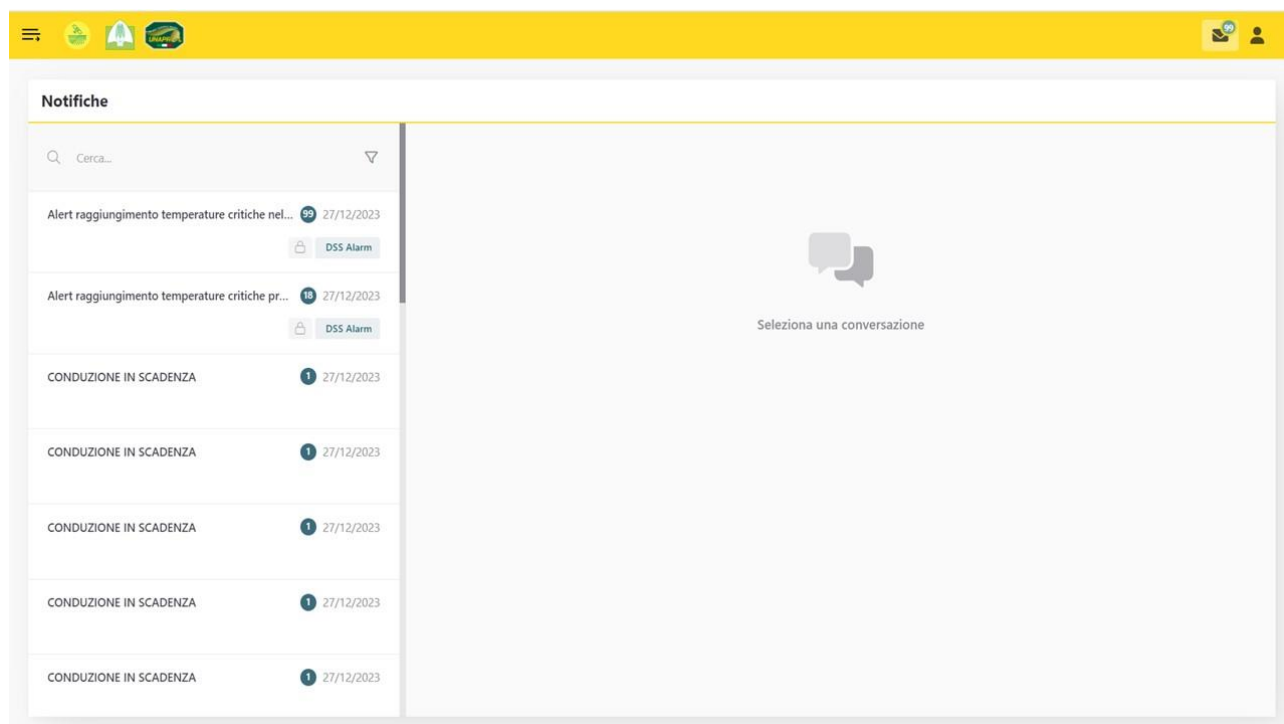 99
Notifiche
Cerca...
Alert raggiungimento temperature critiche nel... 99 27/12/2023
DSS Alarm
Alert raggiungimento temperature critiche pr... 18 27/12/2023
DSS Alarm
Seleziona una conversazione
CONDUZIONE IN SCADENZA 1 27/12/2023
CONDUZIONE IN SCADENZA 1 27/12/2023
CONDUZIONE IN SCADENZA 1 27/12/2023
CONDUZIONE IN SCADENZA 1 27/12/2023
CONDUZIONE IN SCADENZA 1 27/12/2023